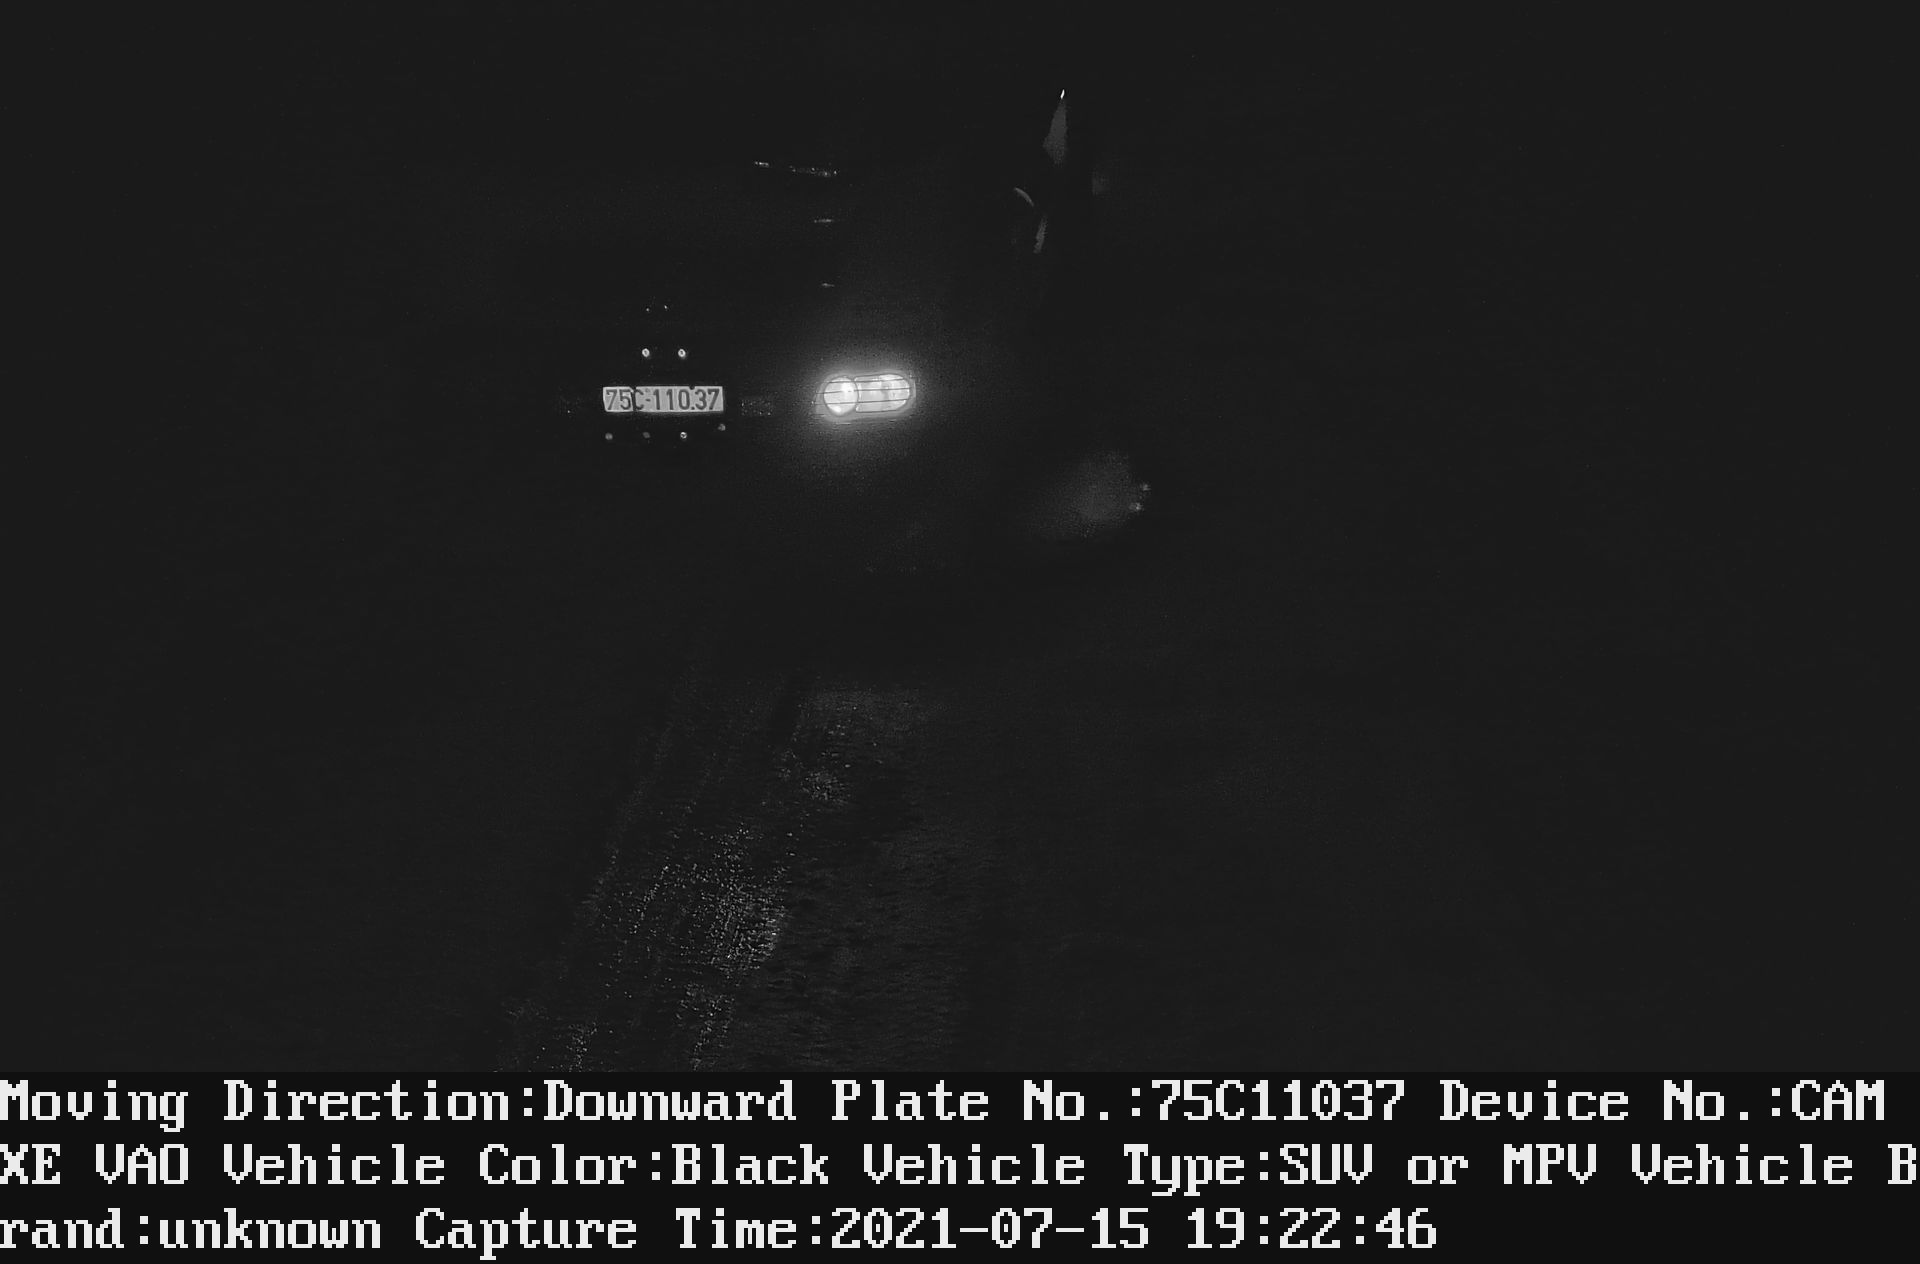 75C-110.37
Moving Direction:Downward Plate No.:75C11037 Device No.:CAM
XE VAO Vehicle Color:Black Vehicle Type:SUV or MPV Vehicle B
rand:unknown Capture Time:2021-07-15 19:22:46